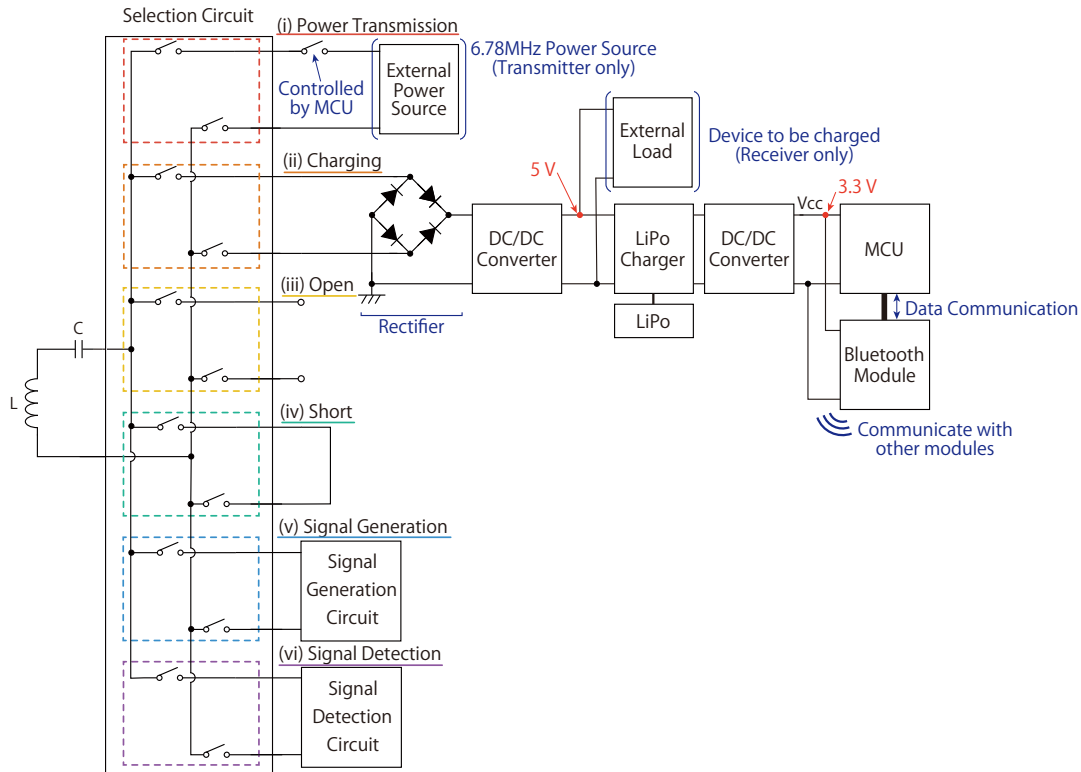 Selection Circuit
(i) Power Transmission
External
Power
Source
6.78MHz Power Source
(Transmitter only)
Controlled
by MCU
External
Load
Device to be charged
(Receiver only)
(ii) Charging
5 V
3.3 V
Vcc
DC/DC
Converter
LiPo
Charger
DC/DC
Converter
MCU
LiPo
Data Communication
Rectifier
Bluetooth
Module
Communicate with
other modules
(iii) Open
C
L
(iv) Short
(v) Signal Generation
Signal
Generation
Circuit
(vi) Signal Detection
Signal
Detection
Circuit